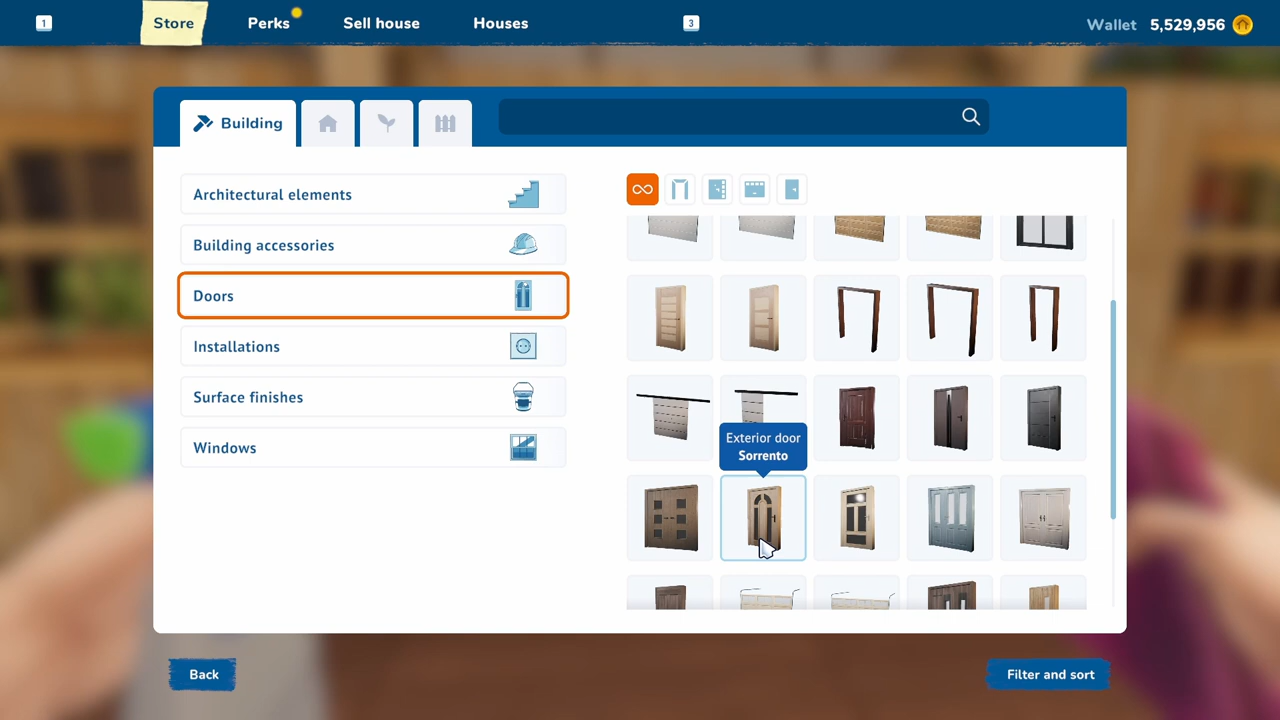 1
Store
Perks
Sell house
Houses
3
Wallet 5,529,956
Building
Architectural elements
Building accessories
Doors
Installations
Surface finishes
Windows
Exterior door
Sorrento
Back
Filter and sort